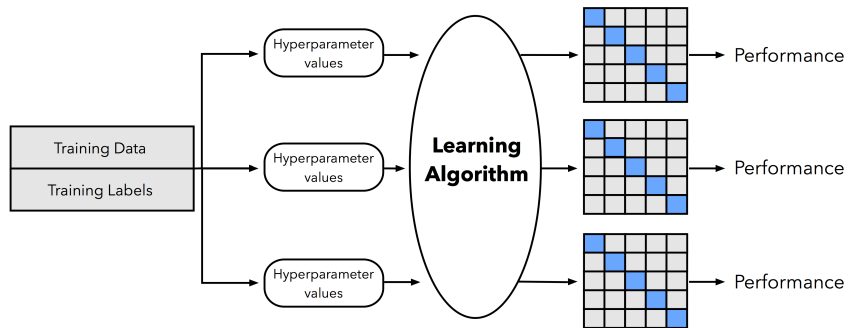 Hyperparameter
values
Performance
Training Data
Training Labels
Hyperparameter
values
Learning
Algorithm
Performance
Hyperparameter
values
Performance